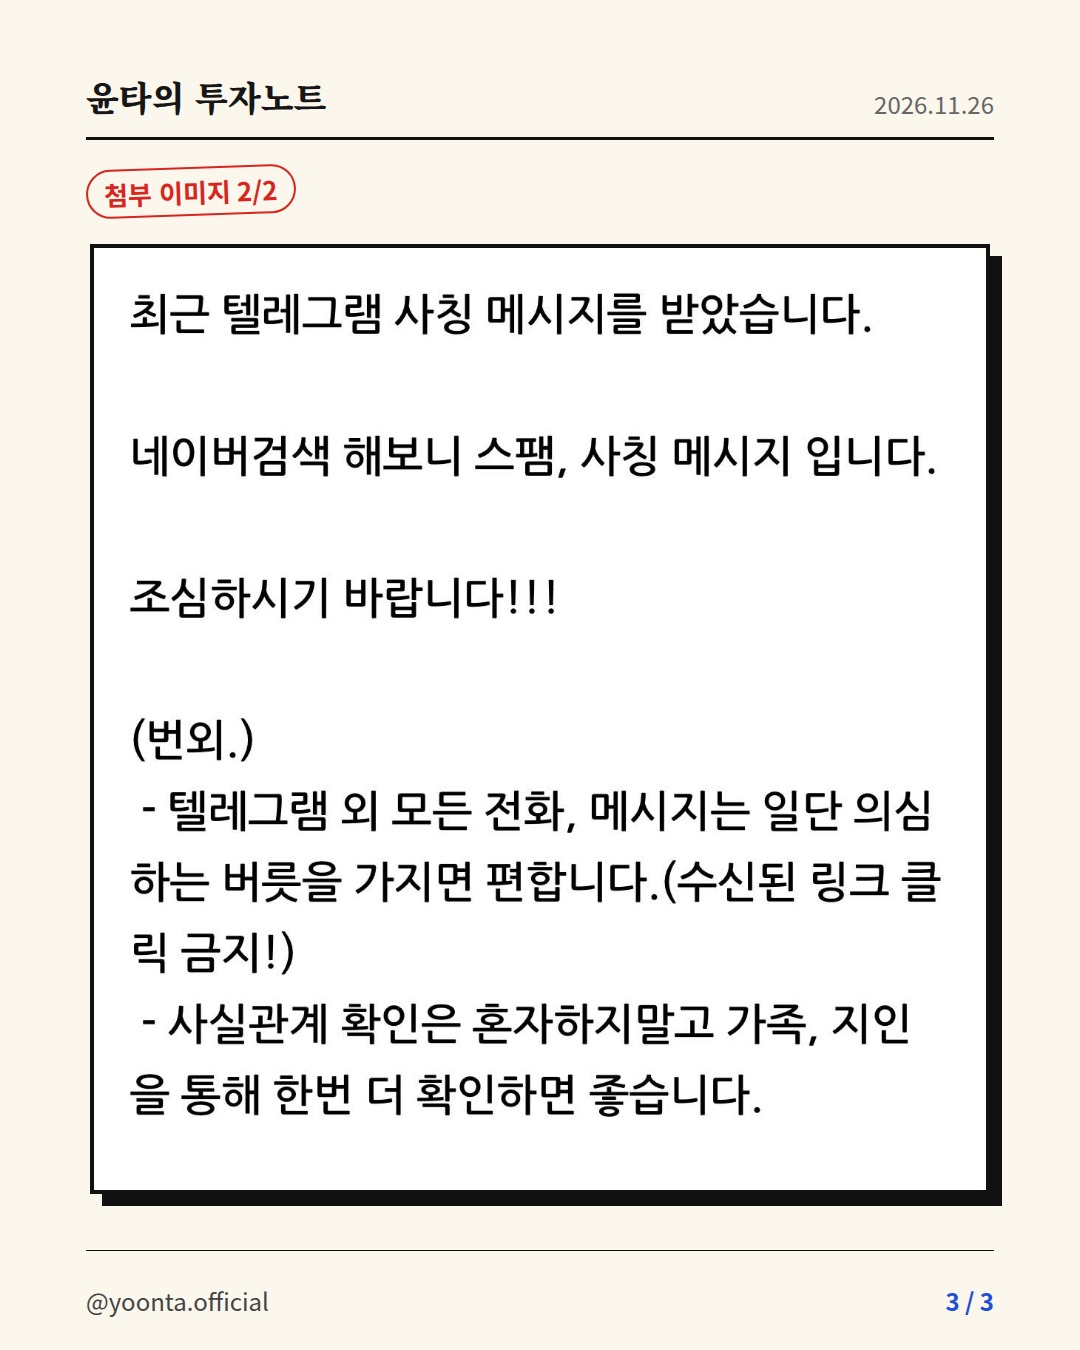 윤타의 투자노트
2026.11.26
첨부 이미지 2/2
최근 텔레그램 사칭 메시지를 받았습니다.
네이버검색 해보니 스팸, 사칭 메시지 입니다.
조심하시기 바랍니다!!!
(번외.)
- 텔레그램 외 모든 전화, 메시지는 일단 의심
하는 버릇을 가지면 편합니다.(수신된 링크 클
릭 금지!)
- 사실관계 확인은 혼자하지말고 가족, 지인
을 통해 한번 더 확인하면 좋습니다.
@yoonta.official
3 / 3